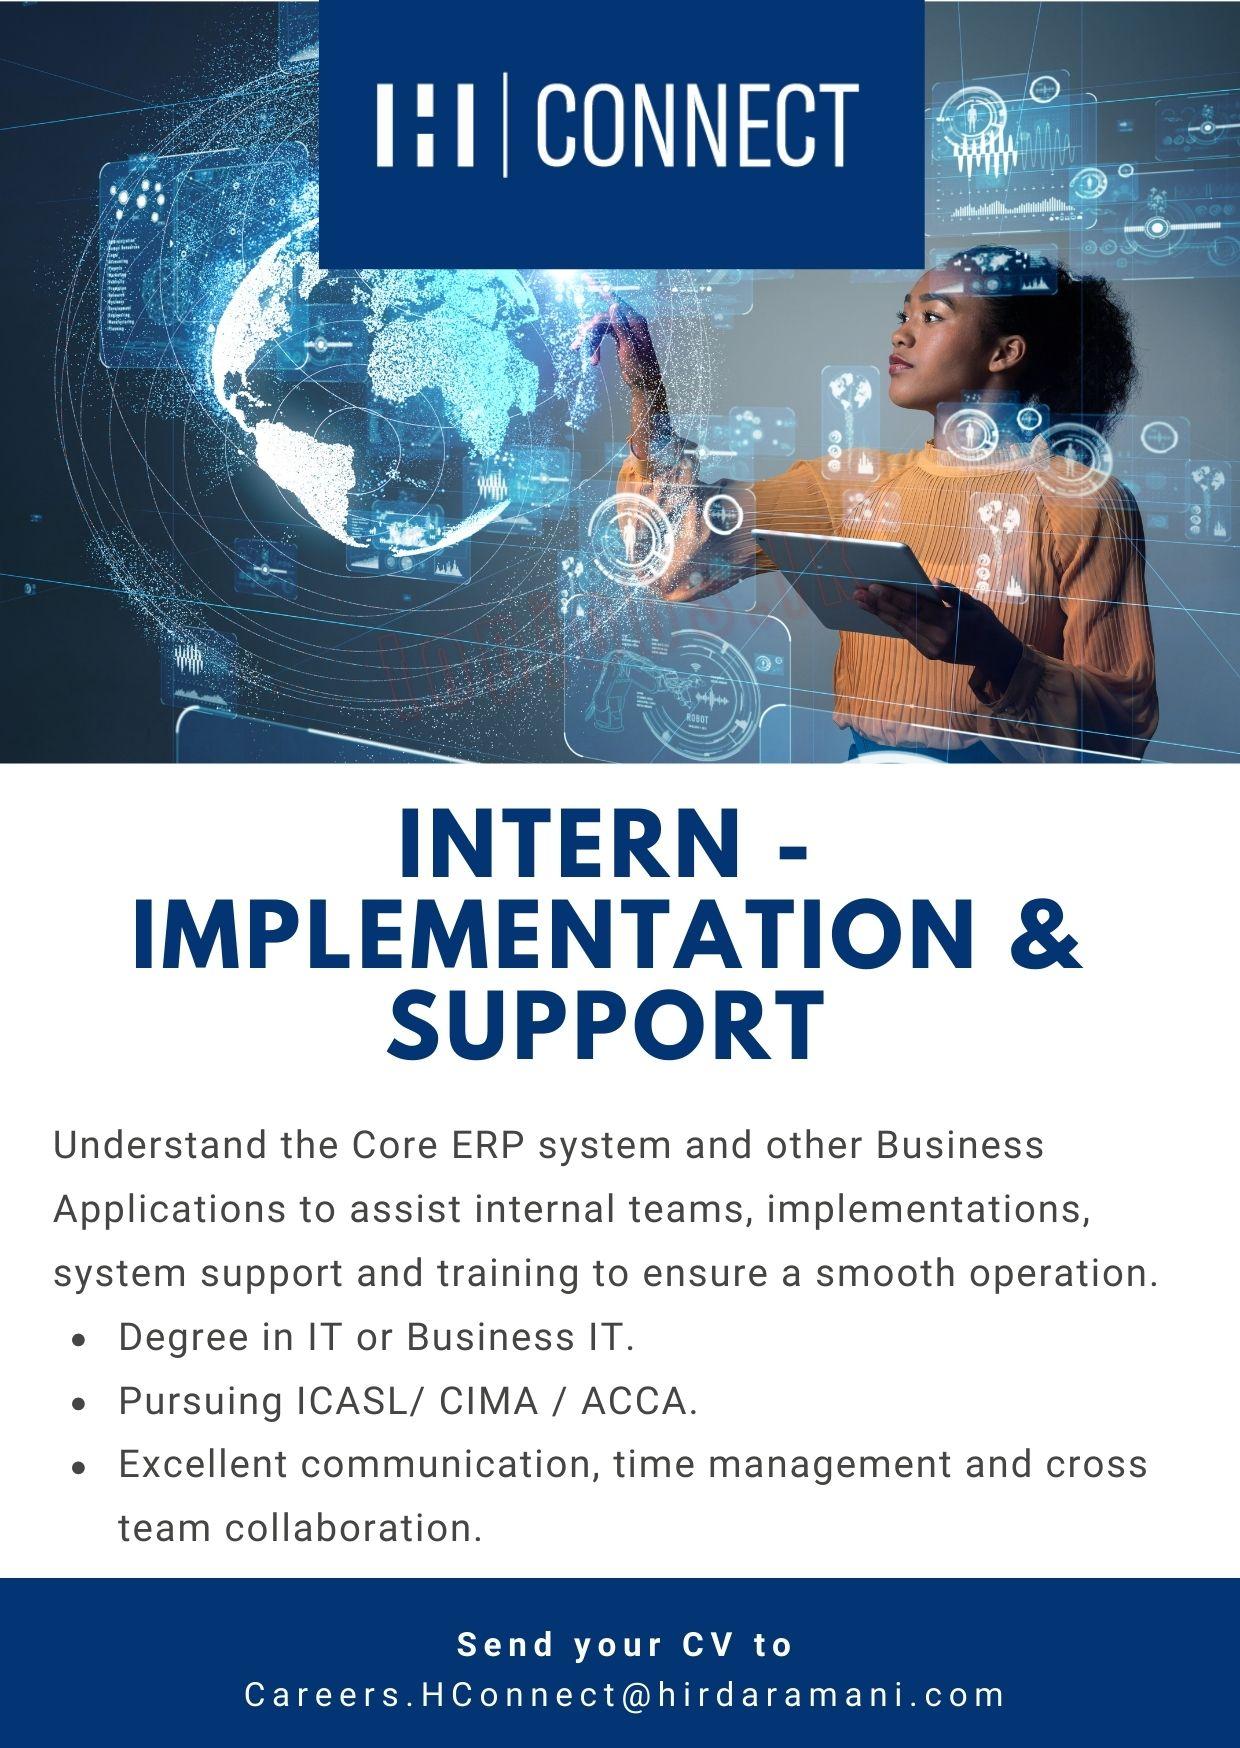 CONNECT
ROBOT
INTERN -
IMPLEMENTATION &
SUPPORT
Understand the Core ERP system and other Business
Applications to assist internal teams, implementations,
system support and training to ensure a smooth operation.
• Degree in IT or Business IT.
• Pursuing ICASL/ CIMA / ACCA.
• Excellent communication, time management and cross
team collaboration.
Send your CV to
Careers.HConnect@hirdaramani.com